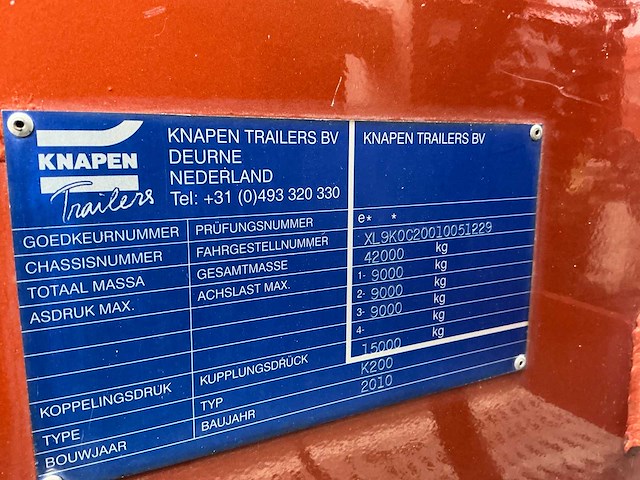 KNAPEN
Trailers
KNAPEN TRAILERS BV
DEURNE
NEDERLAND
Tel: +31 (0)493 320 330
KNAPEN TRAILERS BV
GOEDKEURNUMMER PRÜFUNGSNUMMER e* *
CHASSISNUMMER FAHRGESTELLNUMMER XL9K0C20010051229
TOTAAL MASSA GESAMTMASSE 42000 kg
ASDRUK MAX. ACHSLAST MAX. 1- 9000 kg
2- 9000 kg
3- 9000 kg
4- kg
KOPPELINGSDRUK KUPPLUNGSDRÜCK 15000
TYPE TYP K200
BOUWJAAR BAUJAHR 2010